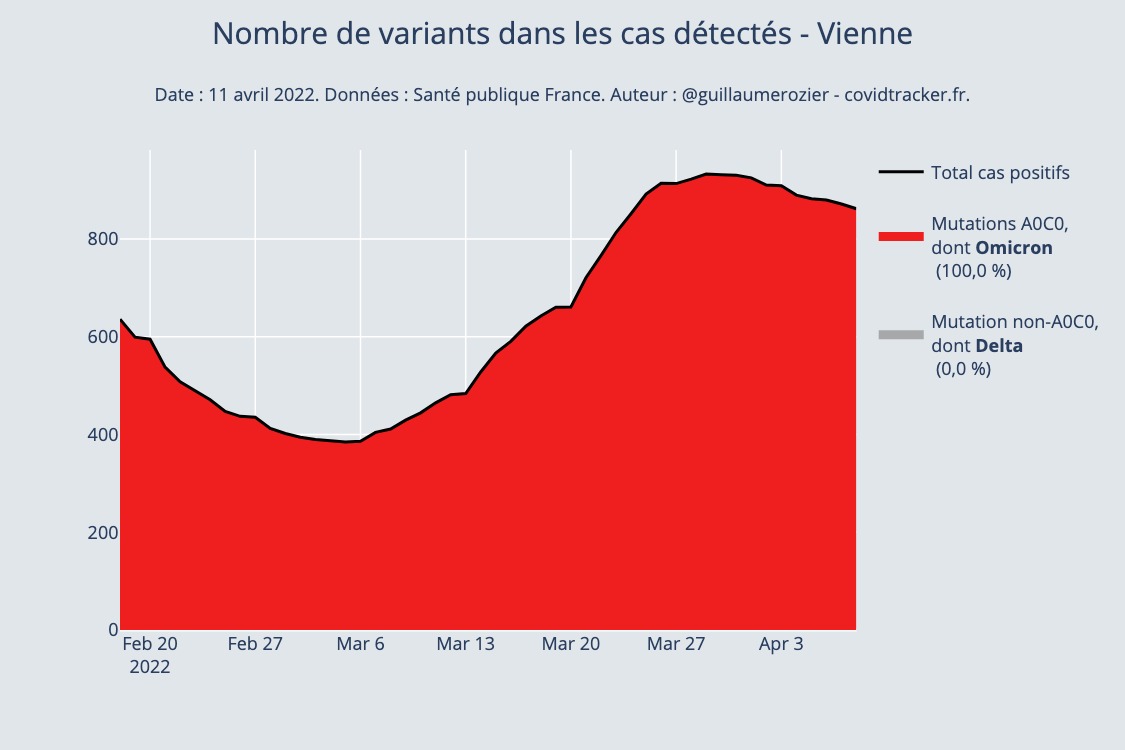 Nombre de variants dans les cas détectés - Vienne
Date : 11 avril 2022. Données : Santé publique France. Auteur : @guillaumerozier - covidtracker.fr.
Total cas positifs
Mutations A0C0,
dont Omicron
(100,0 %)
Mutation non-A0C0,
dont Delta
(0,0 %)
800
600
400
200
0
Feb 20
2022
Feb 27
Mar 6
Mar 13
Mar 20
Mar 27
Apr 3